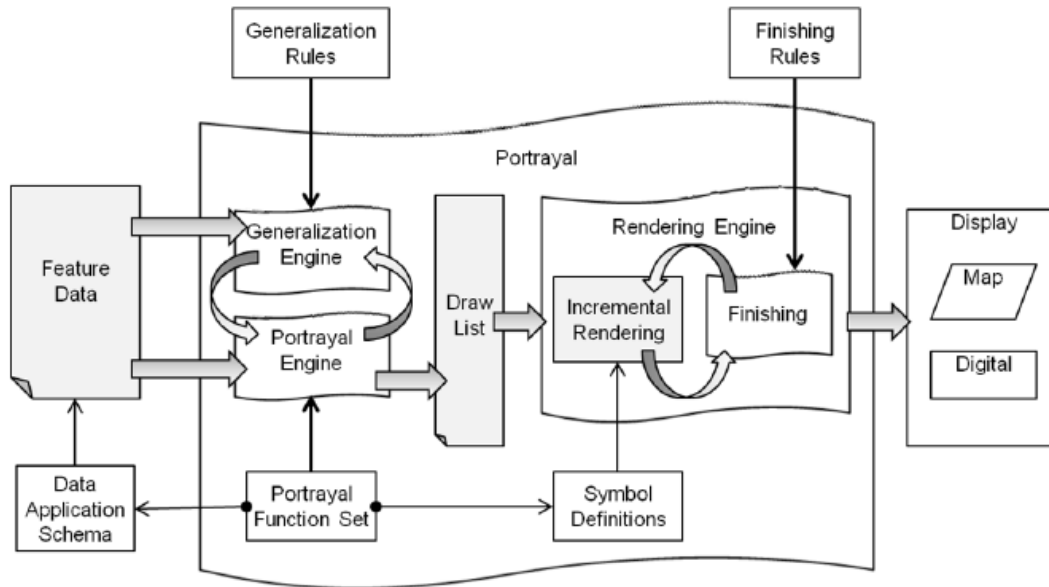 Generalization
Rules
Finishing
Rules
Portrayal
Feature
Data
Generalization
Engine
Portrayal
Engine
Draw
List
Rendering Engine
Incremental
Rendering
Finishing
Display
Map
Digital
Data
Application
Schema
Portrayal
Function Set
Symbol
Definitions